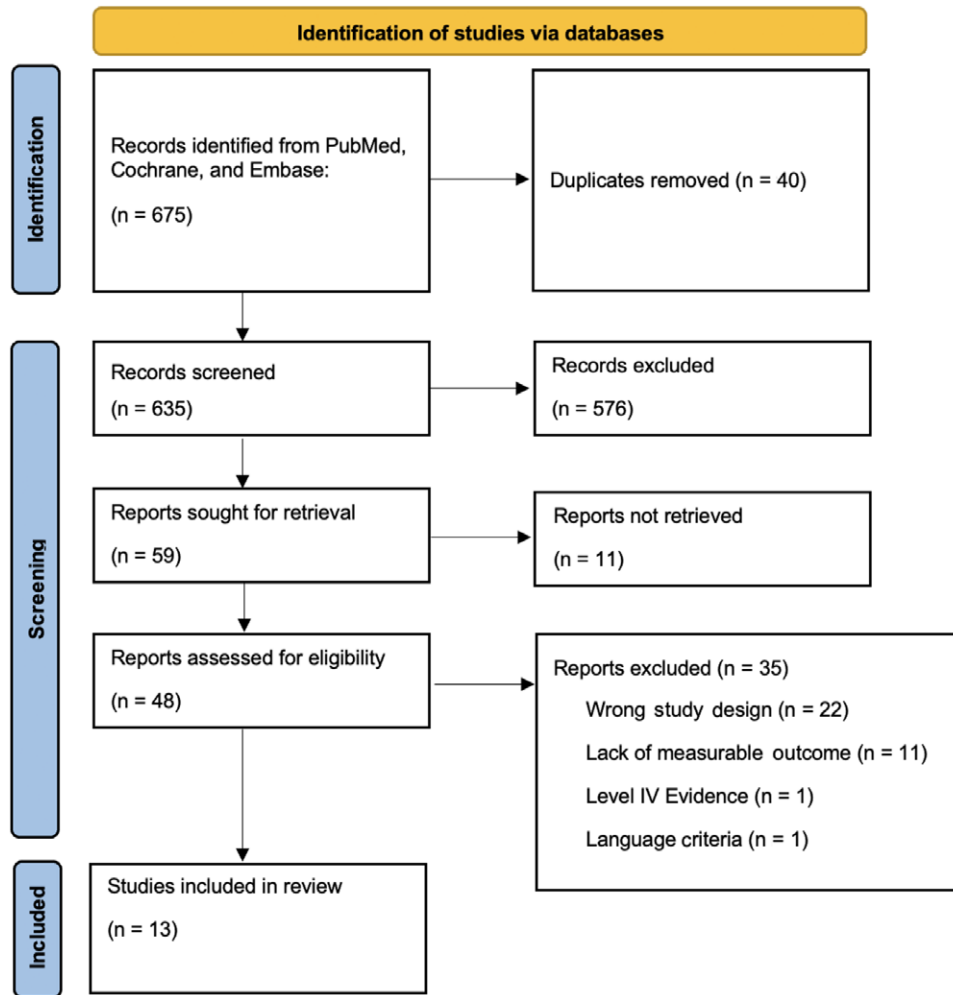 Identification of studies via databases
Identification
Records identified from PubMed,
Cochrane, and Embase:
(n = 675)
Duplicates removed (n = 40)
Screening
Records screened
(n = 635)
Records excluded
(n = 576)
Reports sought for retrieval
(n = 59)
Reports not retrieved
(n = 11)
Reports assessed for eligibility
(n = 48)
Reports excluded (n = 35)
Wrong study design (n = 22)
Lack of measurable outcome (n = 11)
Level IV Evidence (n = 1)
Language criteria (n = 1)
Included
Studies included in review
(n = 13)